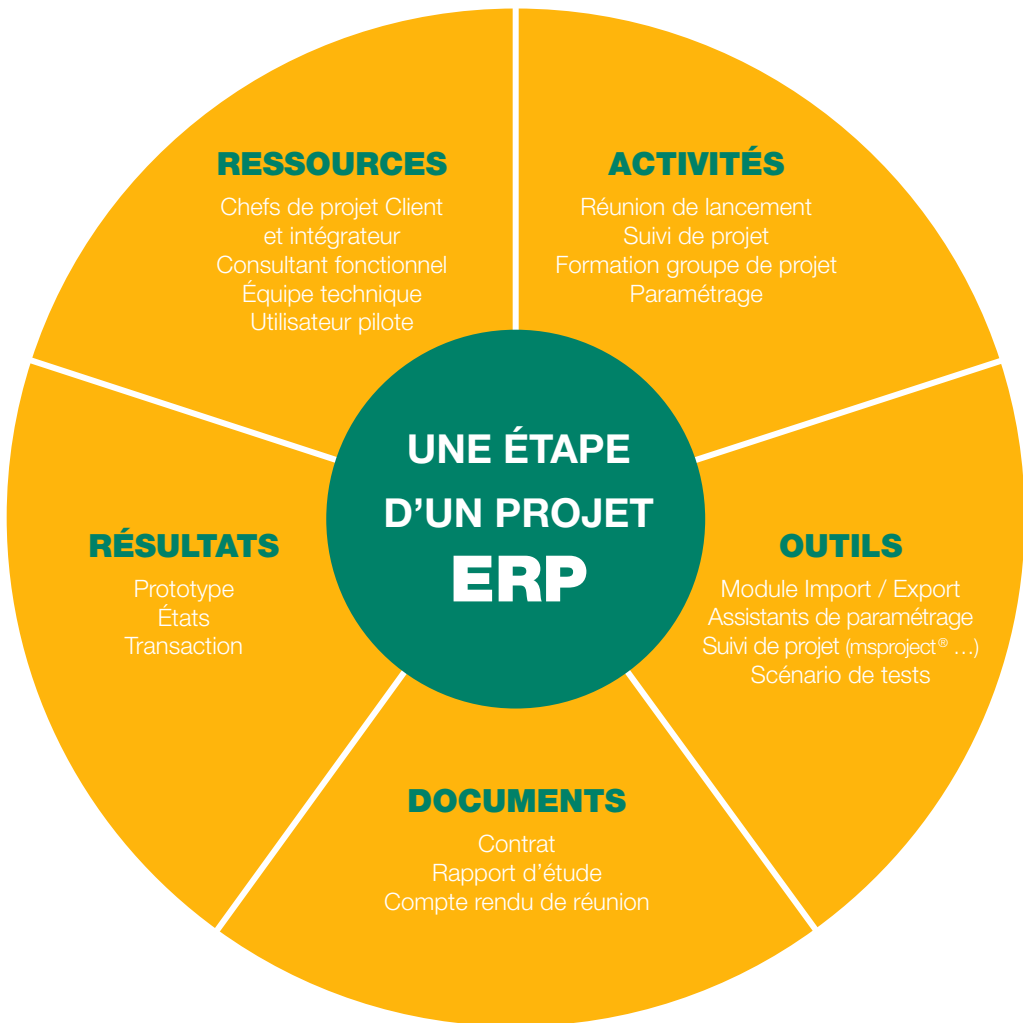 RESSOURCES
Chefs de projet Client
et intégrateur
Consultant fonctionnel
Équipe technique
Utilisateur pilote
ACTIVITÉS
Réunion de lancement
Suivi de projet
Formation groupe de projet
Paramétrage
UNE ÉTAPE
D’UN PROJET
ERP
RÉSULTATS
Prototype
États
Transaction
OUTILS
Module Import / Export
Assistants de paramétrage
Suivi de projet (msproject® …)
Scénario de tests
DOCUMENTS
Contrat
Rapport d’étude
Compte rendu de réunion